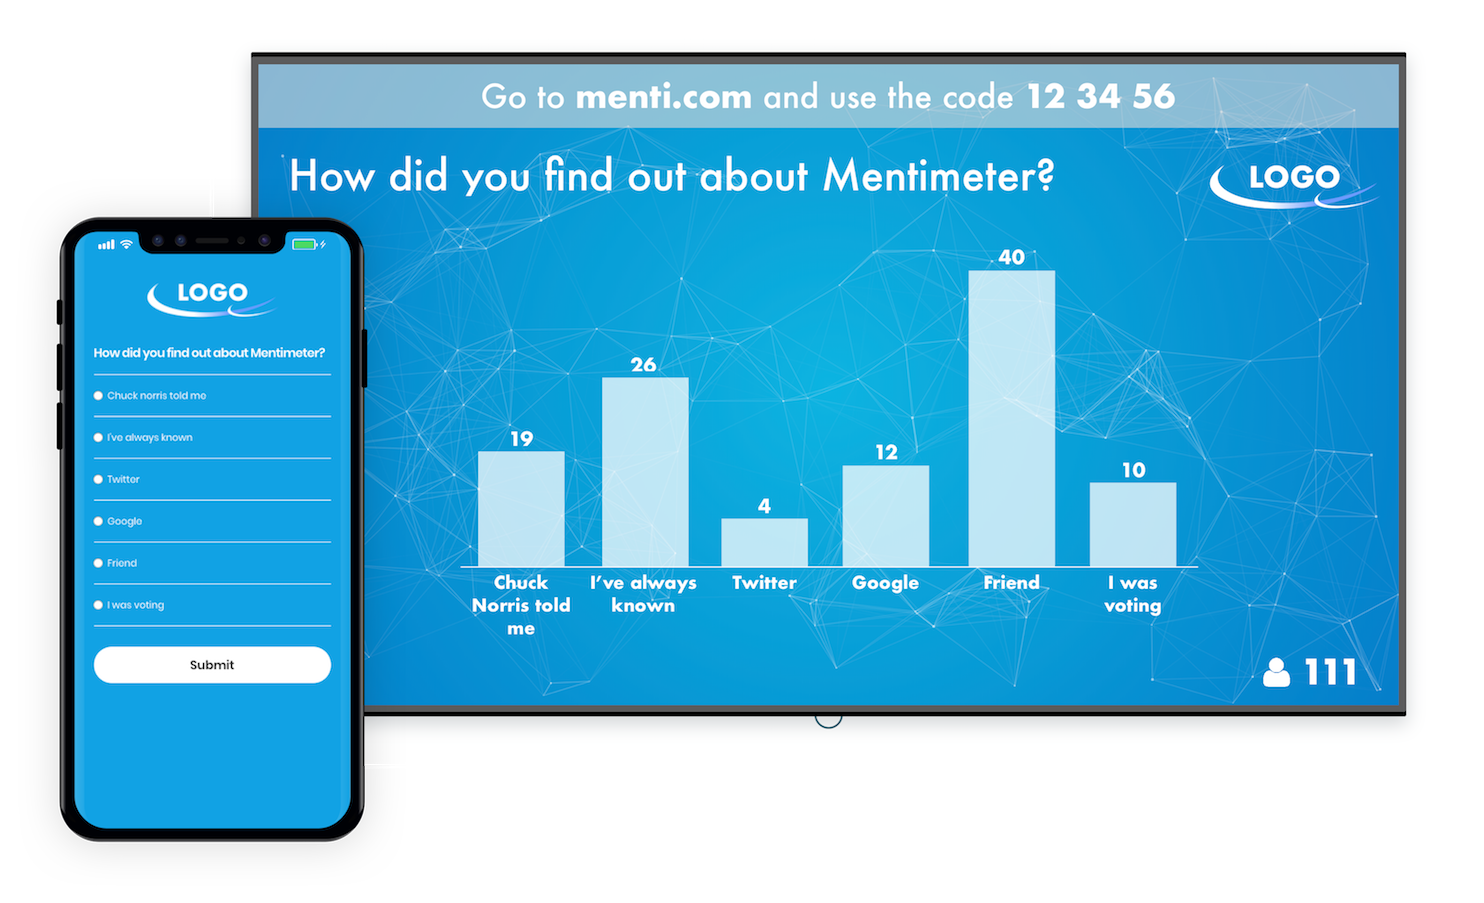 Go to menti.com and use the code 12 34 56
How did you find out about Mentimeter?
LOGO
40
26
19
12
10
4
Chuck
Norris told
me
I've always
known
Twitter
Google
Friend
I was
voting
111
LOGO
How did you find out about Mentimeter?
Chuck norris told me
I've always known
Twitter
Google
Friend
I was voting
Submit